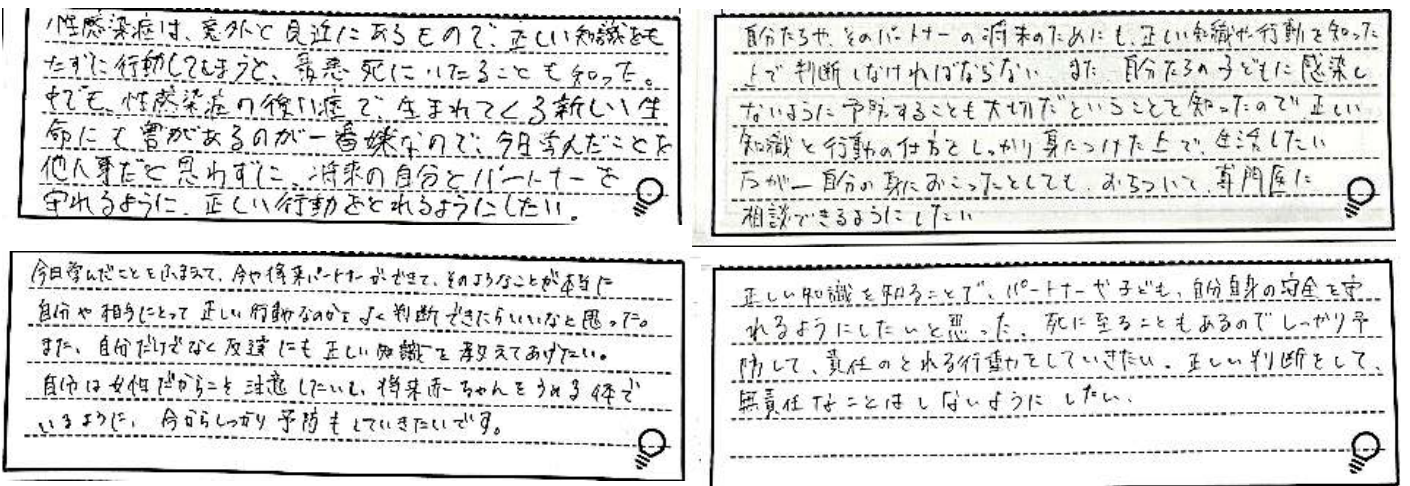 性感染症は、意外と身近にあるもので、正しい知識をも
たずに行動してしまうと、最悪死にいたることも知った。
中でも、性感染症の後い症で生まれてくる新しい生
命にも害があるのが一番嫌なので、今日学んだことを
他人事だと思わずに、将来の自分とパートナーを
守れるように、正しい行動をとれるようにしたい。
自分たちや、そのパートナーの将来のためにも、正しい知識や行動を知った
上で判断しなければならない。また、自分たちの子どもに感染し
ないように予防することも大切だということを知ったので、正しい
知識と行動の仕方をしっかり身につけた上で、生活したい
万が一自分の身におこったとしても、おちついて、専門医に
相談できるようにしたい
今日学んだことをふまえて、今や将来パートナーができて、そのようなことが本当に
自分や相手にとって正しい行動なのかをよく判断できたらいいなと思った。
また、自分だけでなく友達にも正しい知識を教えてあげたい。
自分は女性だからこそ注意したいし、将来赤ちゃんをうめる体で
いるように、今からしっかり予防もしていきたいです。
正しい知識を知ることで、パートナーや子ども、自分自身の安全を守
れるようにしたいと思った。死に至ることもあるのでしっかり予
防して、責任のとれる行動をしていきたい。正しい判断をして、
無責任なことはしないようにしたい。